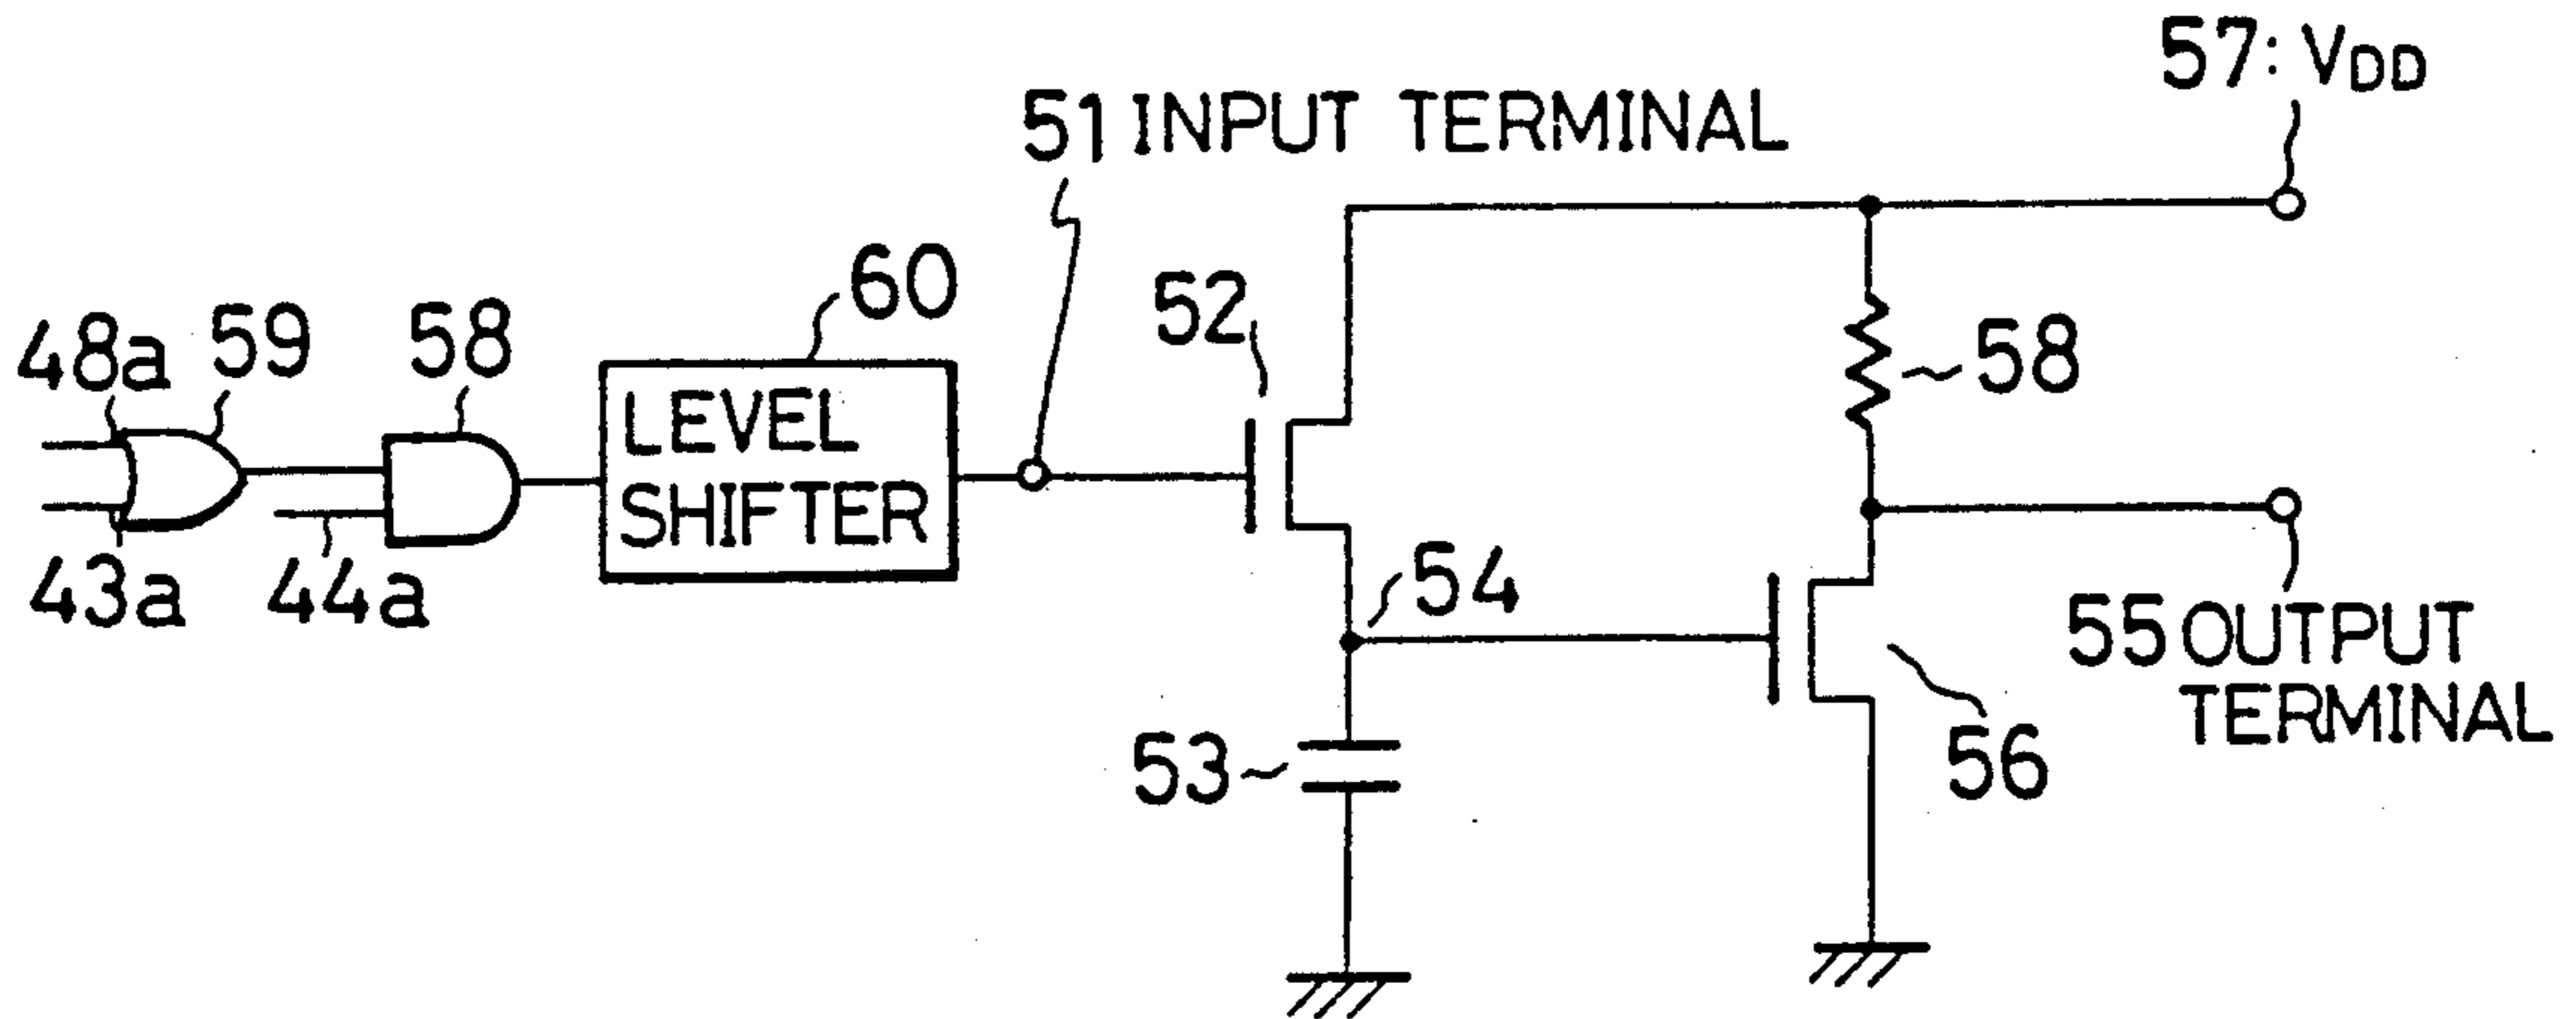 57: VDD
51 INPUT TERMINAL
60
52
48a
59
58
58
LEVEL
SHIFTER
43a
44a
54
55 OUTPUT
TERMINAL
53
56